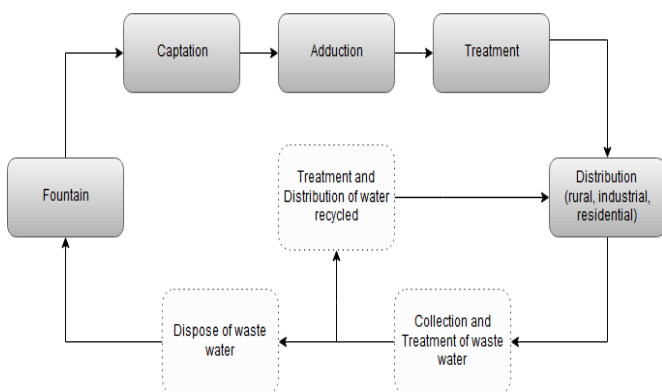 Captation
Adduction
Treatment
Fountain
Treatment and
Distribution of water
recycled
Distribution
(rural, industrial,
residential)
Dispose of waste
water
Collection and
Treatment of waste
water